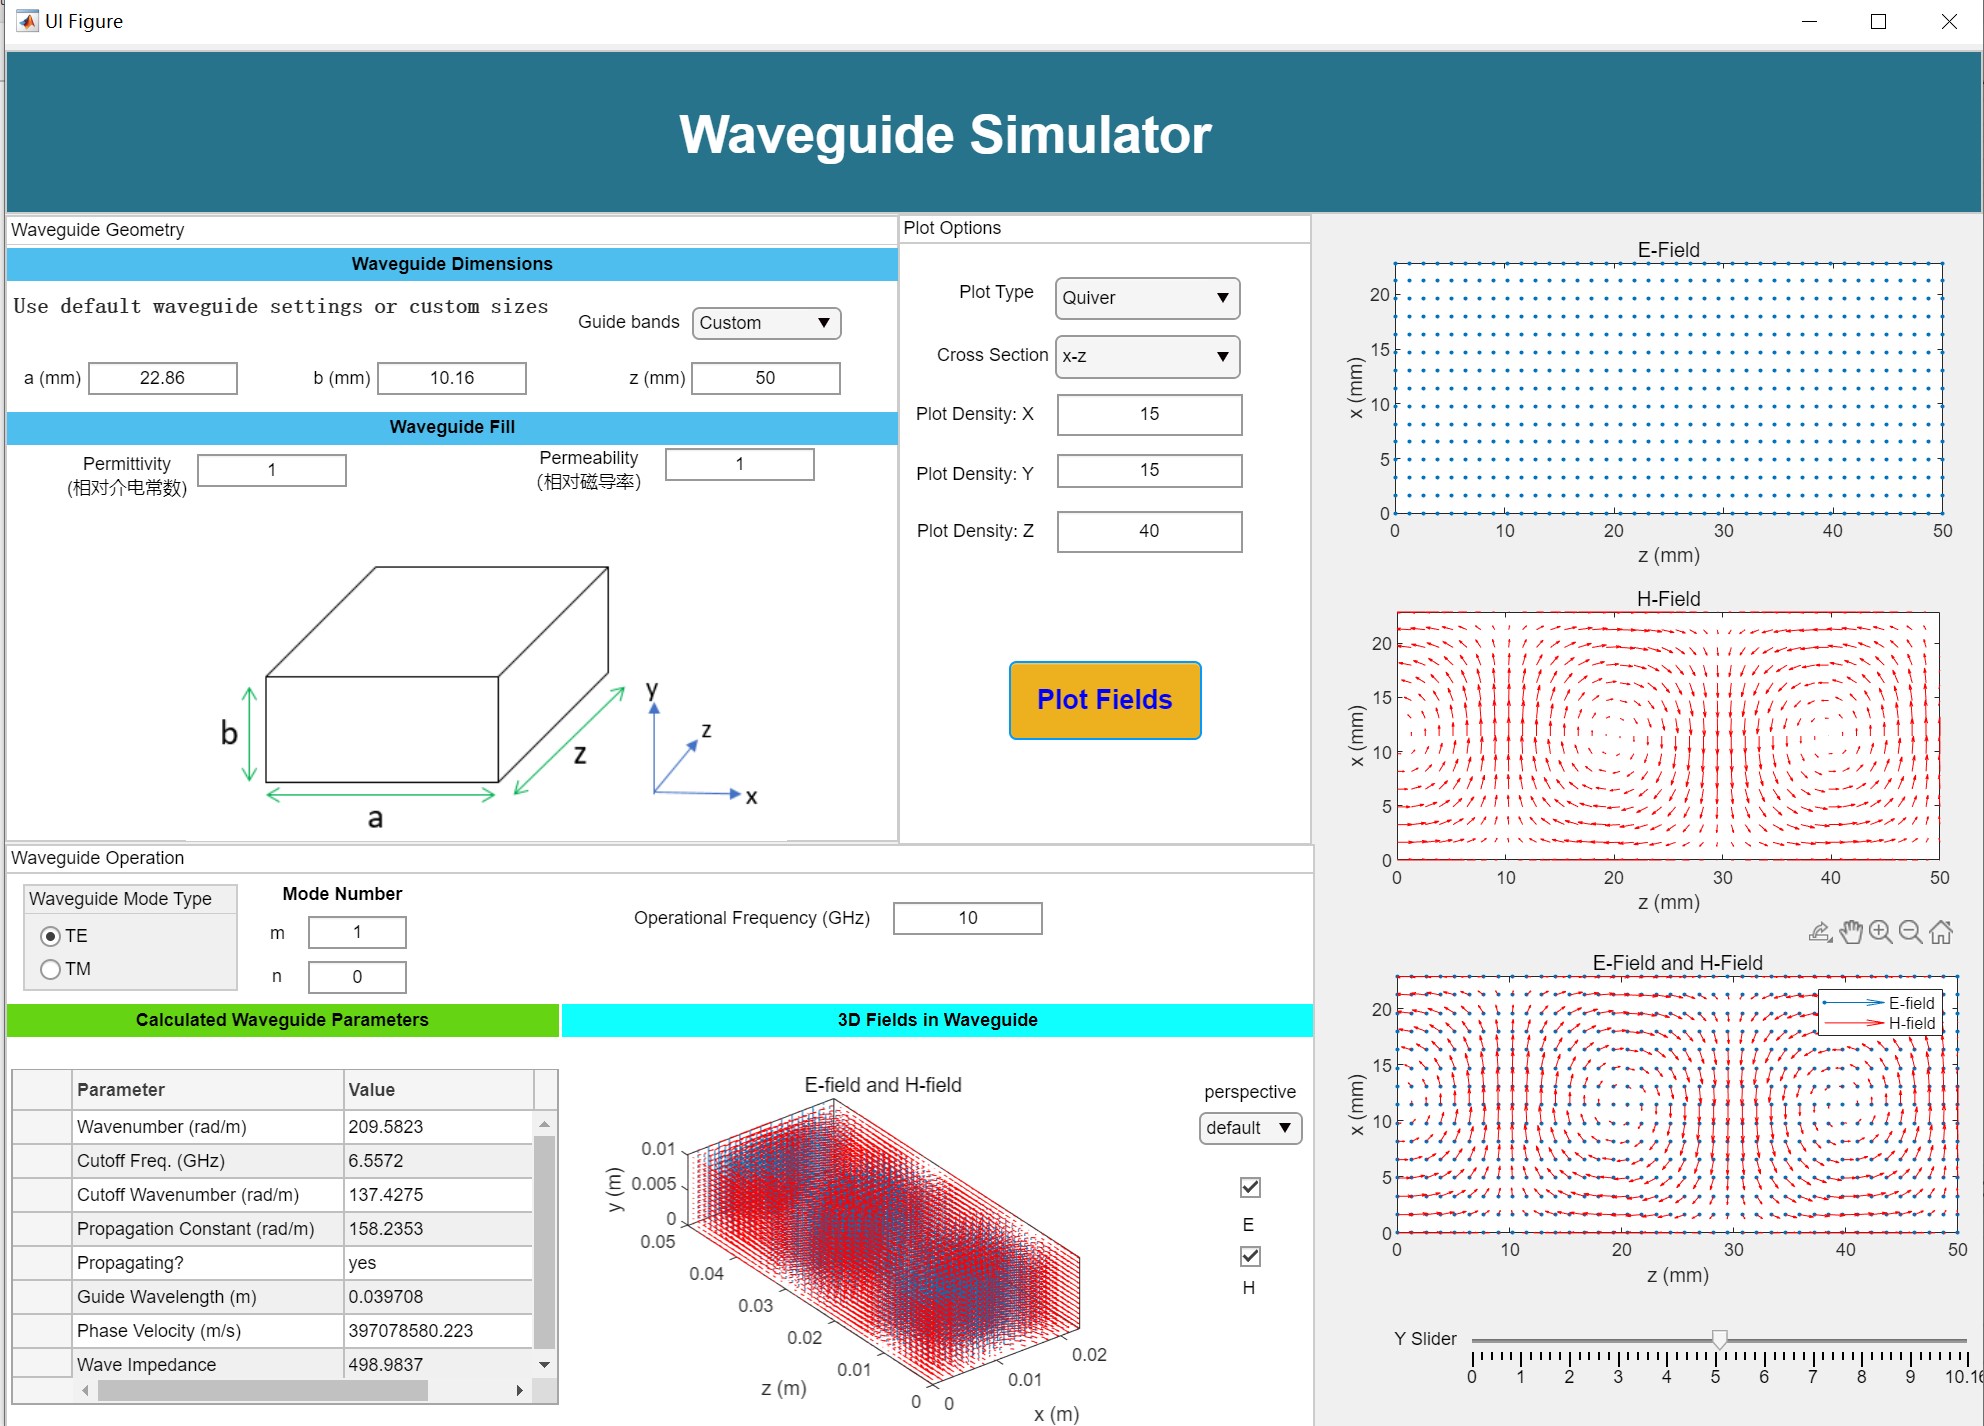 UI Figure
Waveguide Simulator
Waveguide Geometry
Waveguide Dimensions
Use default waveguide settings or custom sizes
Guide bands Custom
a (mm) 22.86 b (mm) 10.16 z (mm) 50
Waveguide Fill
Permittivity
(相对介电常数)
1
Permeability
(相对磁导率)
1
b
a
z
y
z
x
Plot Options
Plot Type Quiver
Cross Section x-z
Plot Density: X 15
Plot Density: Y 15
Plot Density: Z 40
Plot Fields
Waveguide Operation
Waveguide Mode Type
TE
TM
Mode Number
m 1
n 0
Operational Frequency (GHz) 10
Calculated Waveguide Parameters
Parameter Value
Wavenumber (rad/m) 209.5823
Cutoff Freq. (GHz) 6.5572
Cutoff Wavenumber (rad/m) 137.4275
Propagation Constant (rad/m) 158.2353
Propagating? yes
Guide Wavelength (m) 0.039708
Phase Velocity (m/s) 397078580.223
Wave Impedance 498.9837
3D Fields in Waveguide
E-field and H-field
0.01
0.005
0
y (m)
0.05
0.04
0.03
0.02
0.01
0
z (m)
0
0.01
0.02
x (m)
perspective
default
E
H
E-Field
20
15
10
5
0
x (mm)
0 10 20 30 40 50
z (mm)
H-Field
20
15
10
5
0
x (mm)
0 10 20 30 40 50
z (mm)
E-Field and H-Field
E-field
H-field
20
15
10
5
0
x (mm)
0 10 20 30 40 50
z (mm)
Y Slider
0 1 2 3 4 5 6 7 8 9 10.16